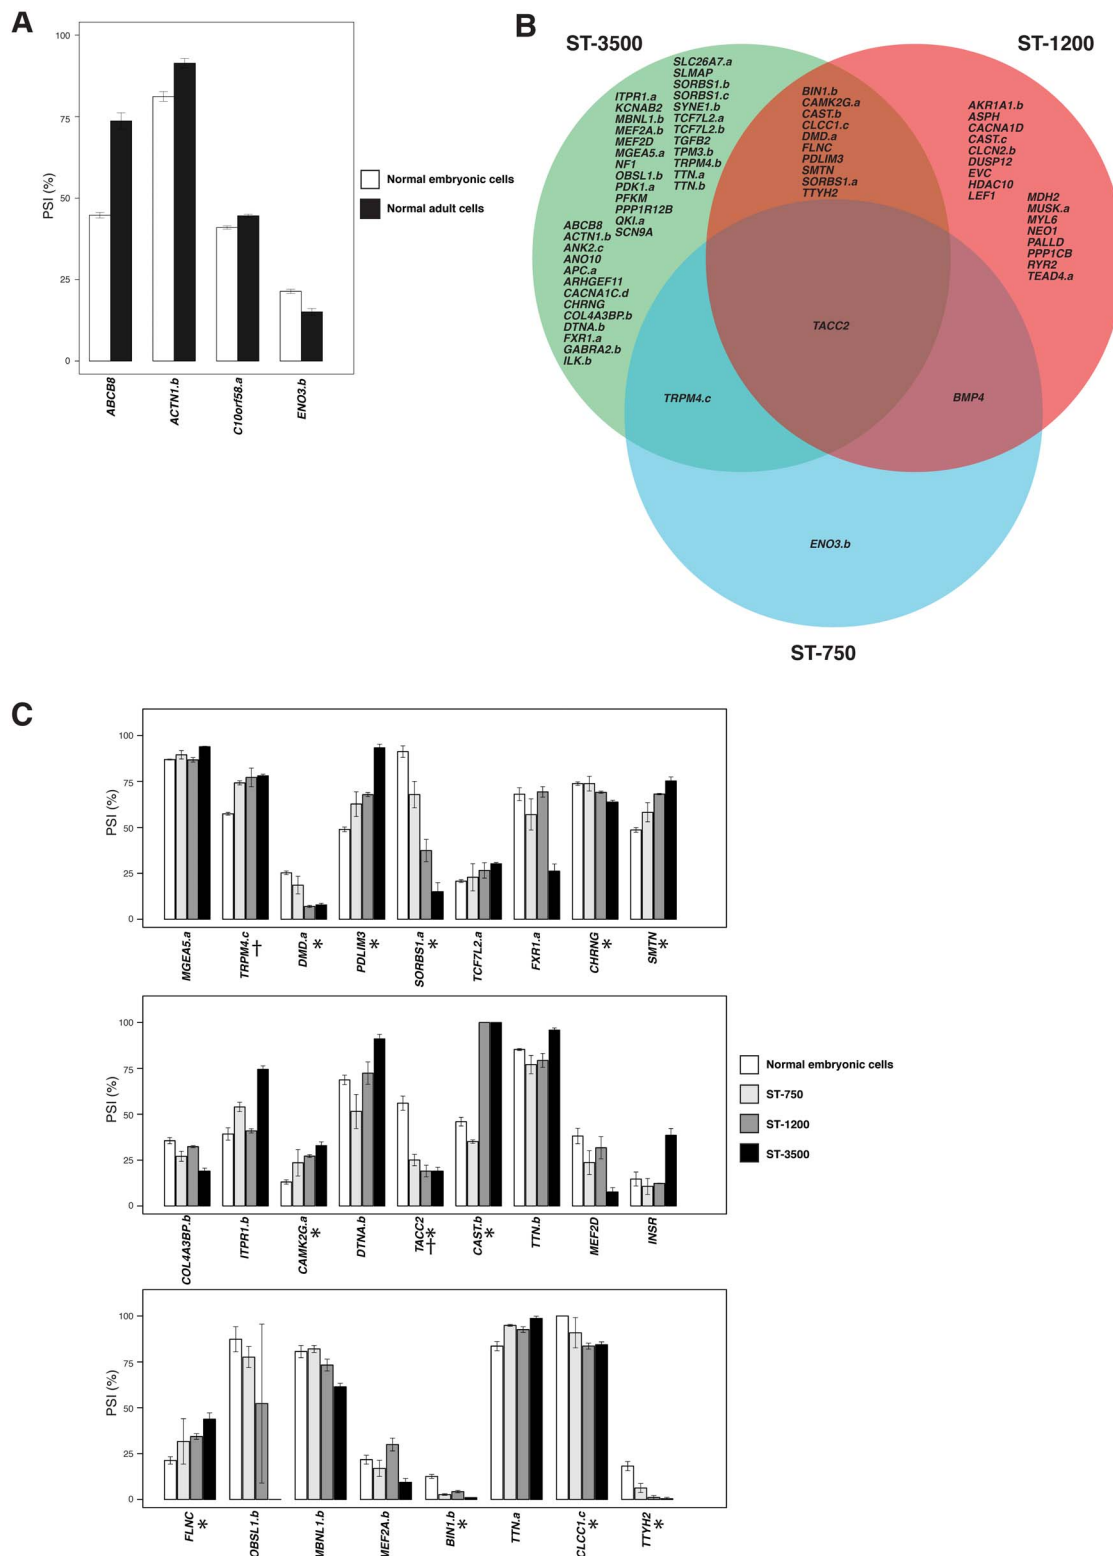 A
100
75
50
25
0
PSI (%)
ABCB8
ACTN1.b
C10orf58.a
ENO3.b
Normal embryonic cells
Normal adult cells
B
ST-3500
ST-1200
SLC26A7.a
SLMAP
SORBS1.b
SORBS1.c
SYNE1.b
TCF7L2.a
TCF7L2.b
TGFB2
TPM3.b
TRPM4.b
TTN.a
TTN.b
ITPR1.a
KCNAB2
MBNL1.b
MEF2A.b
MEF2D
MGEA5.a
NF1
OBSL1.b
PDK1.a
PFKM
PPP1R12B
QKI.a
SCN9A
ABCB8
ACTN1.b
ANK2.c
ANO10
APC.a
ARHGEF11
CACNA1C.d
CHRNG
COL4A3BP.b
DTNA.b
FXR1.a
GABRA2.b
ILK.b
BIN1.b
CAMK2G.a
CAST.b
CLCC1.c
DMD.a
FLNC
PDLIM3
SMTN
SORBS1.a
TTYH2
AKR1A1.b
ASPH
CACNA1D
CAST.c
CLCN2.b
DUSP12
EVC
HDAC10
LEF1
MDH2
MUSK.a
MYL6
NEO1
PALLD
PPP1CB
RYR2
TEAD4.a
TACC2
TRPM4.c
BMP4
ENO3.b
ST-750
C
100
75
50
25
0
PSI (%)
MGEA5.a
TRPM4.c †
DMD.a *
PDLIM3 *
SORBS1.a *
TCF7L2.a
FXR1.a
CHRNG *
SMTN *
100
75
50
25
0
PSI (%)
COL4A3BP.b
ITPR1.b
CAMK2G.a *
DTNA.b
TACC2 * †
CAST.b *
TTN.b
MEF2D
INSR
Normal embryonic cells
ST-750
ST-1200
ST-3500
100
75
50
25
0
PSI (%)
FLNC *
OBSL1.b
MBNL1.b
MEF2A.b
BIN1.b *
TTN.a
CLCC1.c *
TTYH2 *